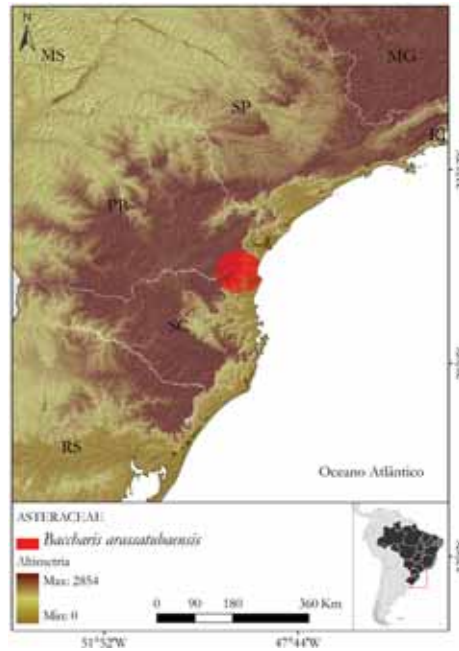 N
MS
MG
SP
RJ
PR
SC
RS
Oceano Atlântico
ASTERACEAE
Baccharis arassatubaensis
Altimetria
Max: 2854
Min: 0
0 90 180 360 Km
51°52'W 47°44'W